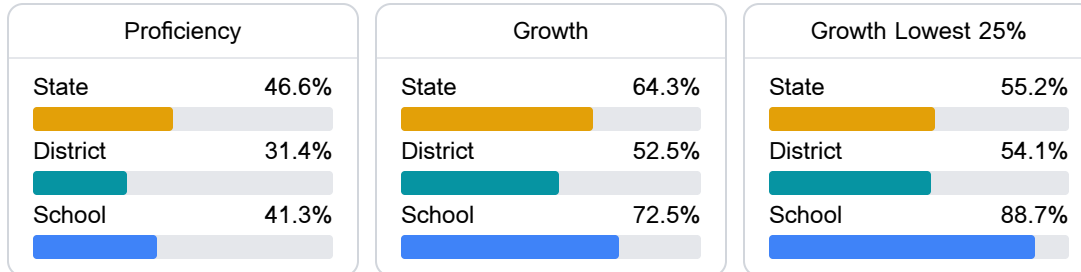 Proficiency
State 46.6%
District 31.4%
School 41.3%
Growth
State 64.3%
District 52.5%
School 72.5%
Growth Lowest 25%
State 55.2%
District 54.1%
School 88.7%